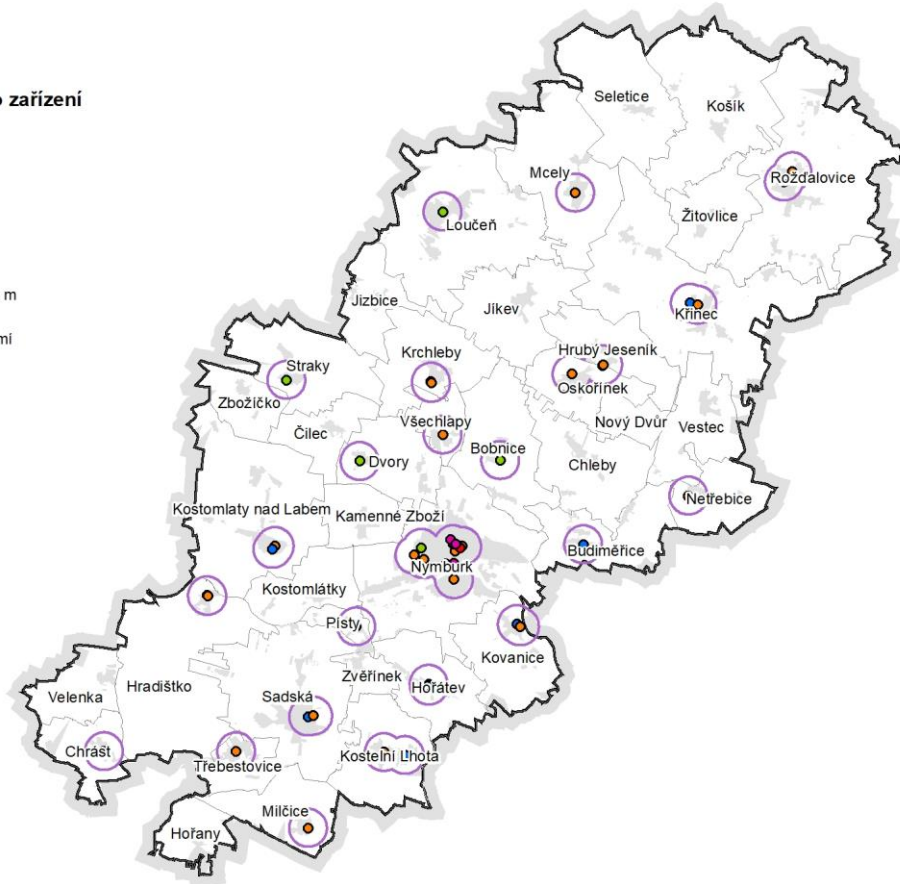 zařízení
m
mí
Seletice
Košík
Mcely
Rožďalovice
Loučeň
Žitovlice
Jizbice
Jíkev
Křinec
Hrubý Jeseník
Krchleby
Straky
Oskořínek
Zbožíčko
Všechlapy
Nový Dvůr
Vestec
Čilec
Bobnice
Dvory
Chleby
Netřebice
Kostomlaty nad Labem
Kamenné Zboží
Budiměřice
Nymburk
Kostomlátky
Písty
Kovanice
Zvěřínek
Hořátev
Hradištko
Velenka
Sadská
Chrást
Kostelní Lhota
Třebestovice
Milčice
Hořany